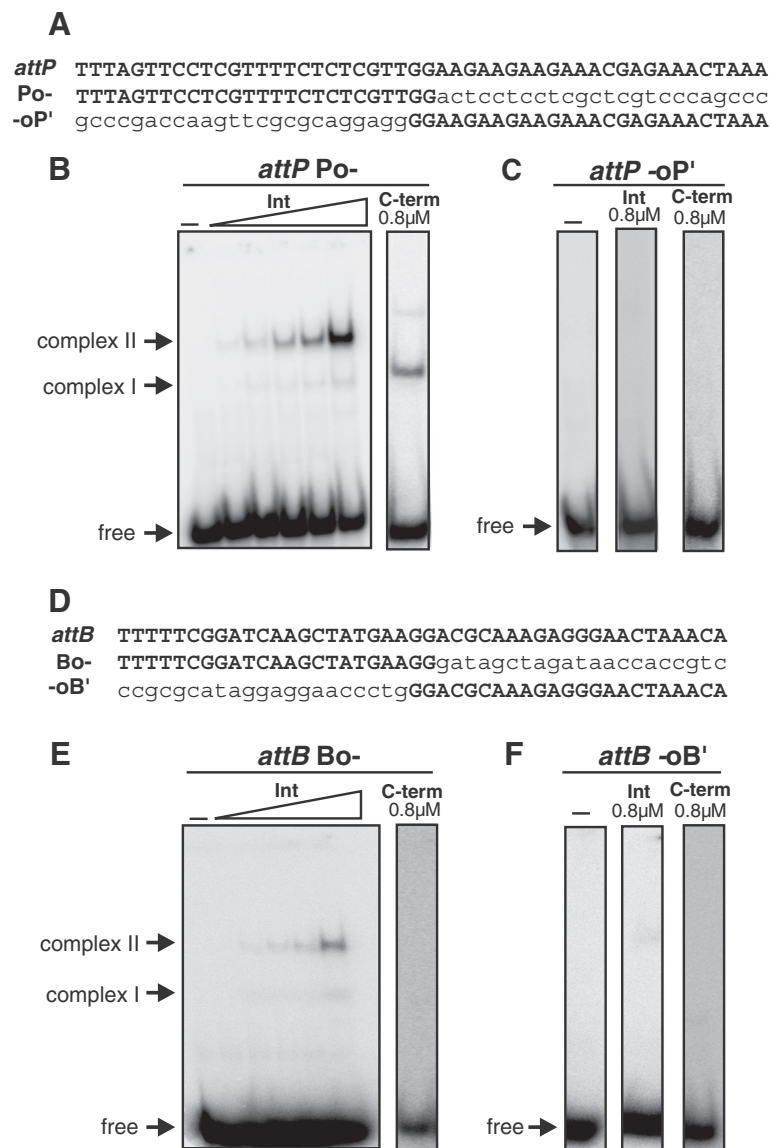 A
attP TTTAGTTCCTCGTTTTCTCTCGTTGGAAGAAGAAGAAACGAGAAACTAAA
Po- TTTAGTTCCTCGTTTTCTCTCGTTGGactcctcctcgctcgtcccagccc
-oP' gcccgaccaagttcgcgcaggaggGGAAGAAGAAGAAACGAGAAACTAAA
B
attP Po-
Int
C-term
0.8µM
–
complex II
complex I
free
C
attP -oP'
Int
0.8µM
C-term
0.8µM
–
free
D
attB TTTTTCGGATCAAGCTATGAAGGACGCAAAGAGGGAACTAAACA
Bo- TTTTTCGGATCAAGCTATGAAGGgatagctagataaccaccgtc
-oB' ccgcgcataggaggaaccctgGGACGCAAAGAGGGAACTAAACA
E
attB Bo-
Int
C-term
0.8µM
–
complex II
complex I
free
F
attB -oB'
Int
0.8µM
C-term
0.8µM
–
free